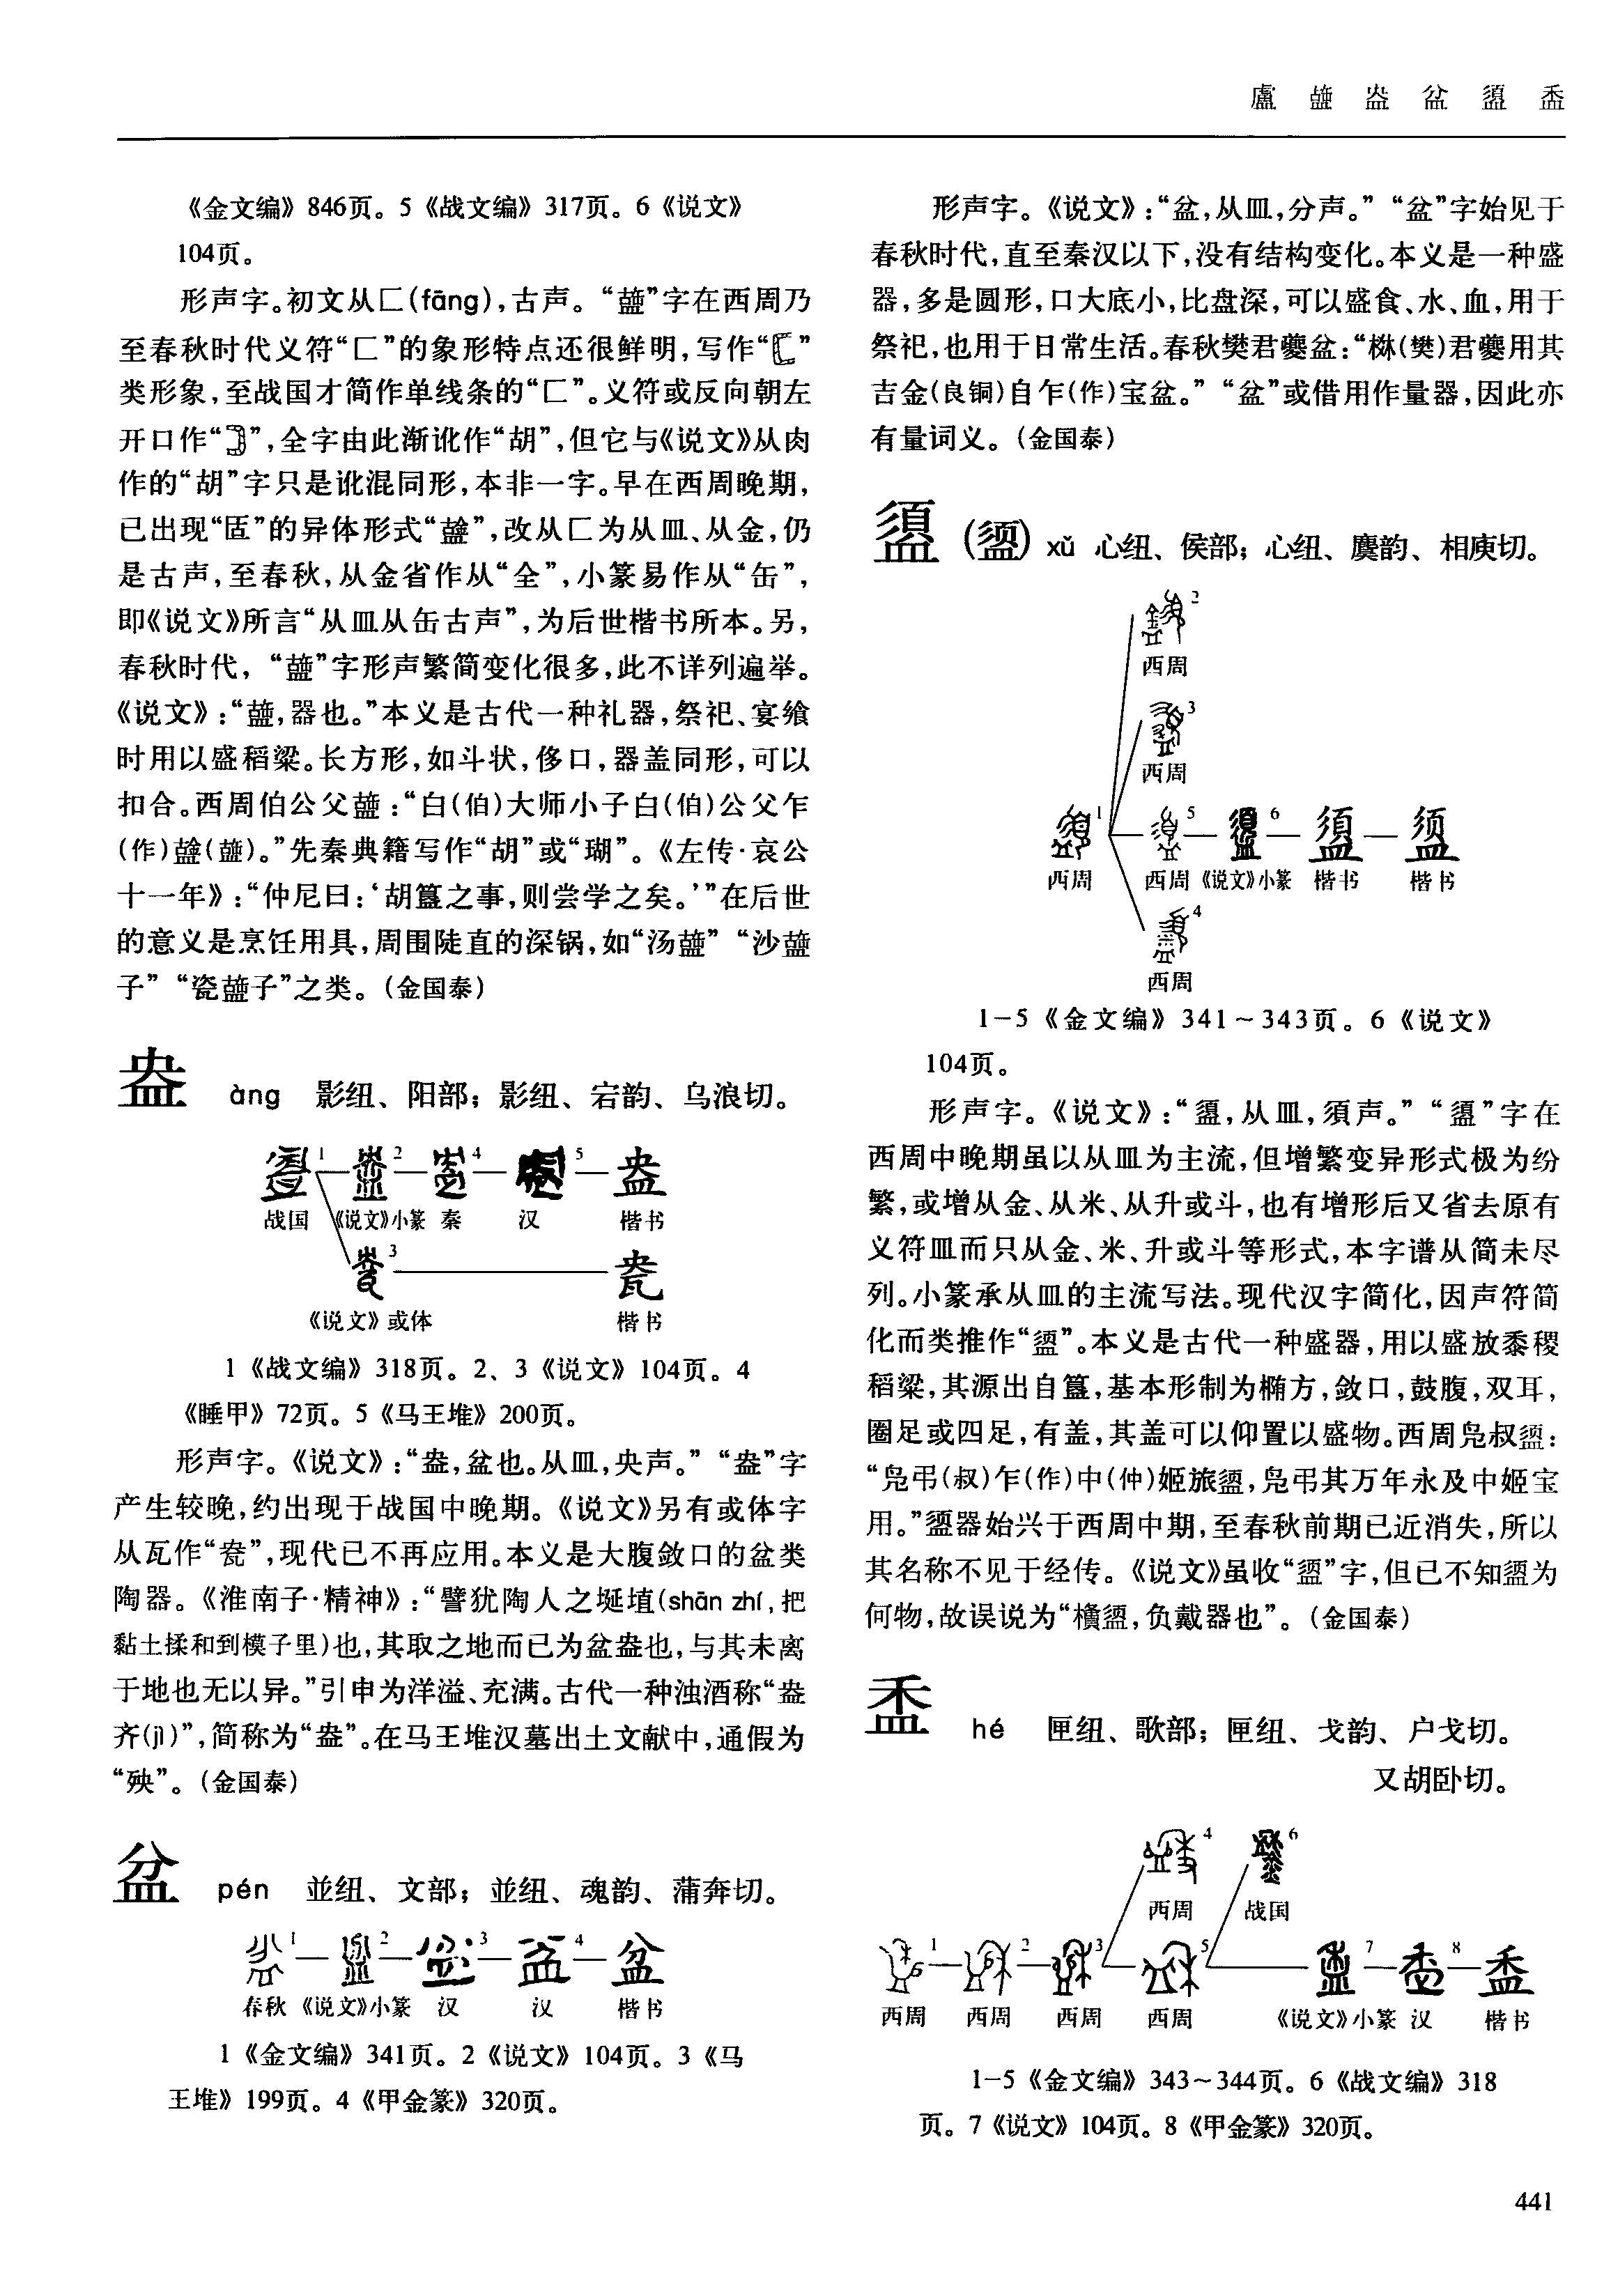 盧 䀇 盎 盆 盨 盉
《金文编》846页。5《战文编》317页。6《说文》
104页。
形声字。初文从匚(fāng),古声。“䀇”字在西周乃
至春秋时代义符“匚”的象形特点还很鲜明,写作“”
类形象,至战国才简作单线条的“匚”。义符或反向朝左
开口作“”,全字由此渐讹作“胡”,但它与《说文》从肉
作的“胡”字只是讹混同形,本非一字。早在西周晚期,
已出现“匫”的异体形式“”,改从匚为从皿、从金,仍
是古声,至春秋,从金省作从“全”,小篆易作从“缶”,
即《说文》所言“从皿从缶古声”,为后世楷书所本。另,
春秋时代,“䀇”字形声繁简变化很多,此不详列遍举。
《说文》:“䀇,器也。”本义是古代一种礼器,祭祀、宴飨
时用以盛稻粱。长方形,如斗状,侈口,器盖同形,可以
扣合。西周伯公父䀇:“白(伯)大师小子白(伯)公父乍
(作)(䀇)。”先秦典籍写作“胡”或“瑚”。《左传·哀公
十一年》:“仲尼曰:‘胡簋之事,则尝学之矣。’”在后世
的意义是烹饪用具,周围陡直的深锅,如“汤䀇”“沙䀇
子”“瓷䀇子”之类。(金国泰)
盎 àng 影纽、阳部;影纽、宕韵、乌浪切。
1 2 4 5 盎
战国 《说文》小篆 秦 汉 楷书
3 瓫
《说文》或体 楷书
1《战文编》318页。2、3《说文》104页。4
《睡甲》72页。5《马王堆》200页。
形声字。《说文》:“盎,盆也。从皿,央声。”“盎”字
产生较晚,约出现于战国中晚期。《说文》另有或体字
从瓦作“㼜”,现代已不再应用。本义是大腹敛口的盆类
陶器。《淮南子·精神》:“譬犹陶人之埏埴(shān zhí,把
黏土揉和到模子里)也,其取之地而已为盆盎也,与其未离
于地也无以异。”引申为洋溢、充满。古代一种浊酒称“盎
齐(jì)”,简称为“盎”。在马王堆汉墓出土文献中,通假为
“殃”。(金国泰)
盆 pén 並纽、文部;並纽、魂韵、蒲奔切。
1 2 3 4 盆
春秋 《说文》小篆 汉 汉 楷书
1《金文编》341页。2《说文》104页。3《马
王堆》199页。4《甲金篆》320页。
形声字。《说文》:“盆,从皿,分声。”“盆”字始见于
春秋时代,直至秦汉以下,没有结构变化。本义是一种盛
器,多是圆形,口大底小,比盘深,可以盛食、水、血,用于
祭祀,也用于日常生活。春秋樊君夔盆:“楙(樊)君夔用其
吉金(良铜)自乍(作)宝盆。”“盆”或借用作量器,因此亦
有量词义。(金国泰)
盨(𬐗) xǔ 心纽、侯部;心纽、麌韵、相庾切。
2
西周
3
西周
1 5 6 盨 𬐗
西周 西周 《说文》小篆 楷书 楷书
4
西周
1-5《金文编》341~343页。6《说文》
104页。
形声字。《说文》:“盨,从皿,須声。”“盨”字在
西周中晚期虽以从皿为主流,但增繁变异形式极为纷
繁,或增从金、从米、从升或斗,也有增形后又省去原有
义符皿而只从金、米、升或斗等形式,本字谱从简未尽
列。小篆承从皿的主流写法。现代汉字简化,因声符简
化而类推作“𬐗”。本义是古代一种盛器,用以盛放黍稷
稻粱,其源出自簋,基本形制为椭方,敛口,鼓腹,双耳,
圈足或四足,有盖,其盖可以仰置以盛物。西周凫叔𬐗:
“凫弔(叔)乍(作)中(仲)姬旅𬐗,凫弔其万年永及中姬宝
用。”𬐗器始兴于西周中期,至春秋前期已近消失,所以
其名称不见于经传。《说文》虽收“𬐗”字,但已不知𬐗为
何物,故误说为“𣟴𬐗,负戴器也”。(金国泰)
盉 hé 匣纽、歌部;匣纽、戈韵、户戈切。
又胡卧切。
4 6
西周 战国
1 2 3 5 7 8 盉
西周 西周 西周 西周 《说文》小篆 汉 楷书
1-5《金文编》343~344页。6《战文编》318
页。7《说文》104页。8《甲金篆》320页。
441